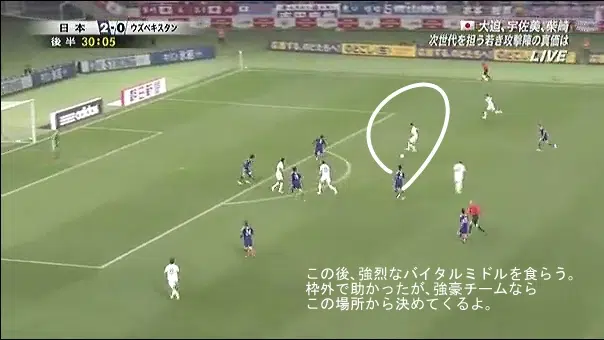 日本 2-0 ウズベキスタン
後半 30:05
大迫、宇佐美、柴崎
次世代を担う若き攻撃陣の真価は
LIVE
adidas
この後、強烈なバイタルミドルを食らう。
枠外で助かったが、強豪チームなら
この場所から決めてくるよ。